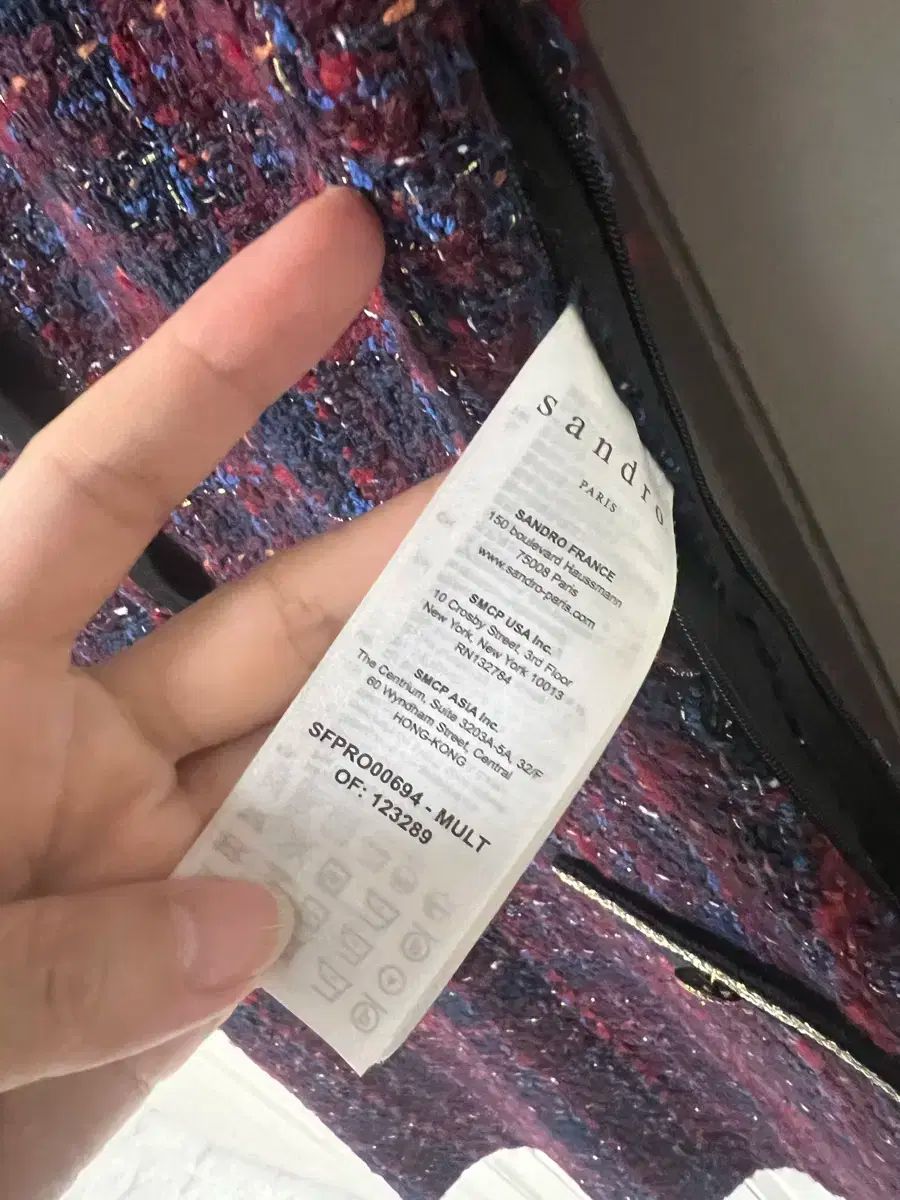 sandro
PARIS
SANDRO FRANCE
150 boulevard Haussmann
75008 Paris
www.sandro-paris.com
SMCP USA Inc.
10 Crosby Street, 3rd Floor
New York, New York 10013
RN132784
SMCP ASIA Inc.
The Centrium, Suite 3203A-5A, 32/F
60 Wyndham Street, Central
HONG-KONG
SFPRO00694 - MULT
OF: 123289